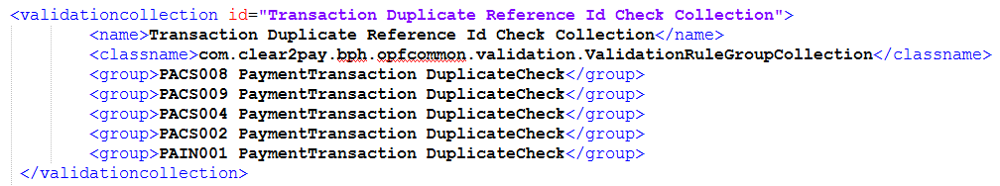 <validationcollection id="Transaction Duplicate Reference Id Check Collection">
<name>Transaction Duplicate Reference Id Check Collection</name>
<classname>com.clear2pay.bph.opfcommon.validation.ValidationRuleGroupCollection</classname>
<group>PACS008 PaymentTransaction DuplicateCheck</group>
<group>PACS009 PaymentTransaction DuplicateCheck</group>
<group>PACS004 PaymentTransaction DuplicateCheck</group>
<group>PACS002 PaymentTransaction DuplicateCheck</group>
<group>PAIN001 PaymentTransaction DuplicateCheck</group>
</validationcollection>